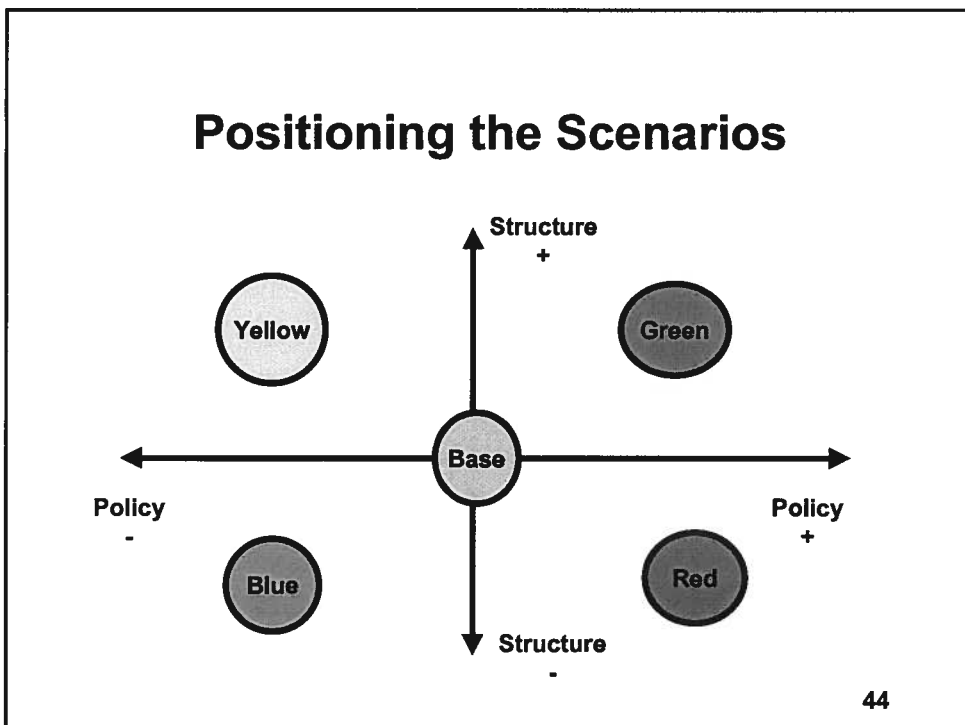 Positioning the Scenarios
Structure
+
Yellow
Green
Base
Policy
-
Policy
+
Blue
Red
Structure
-
44